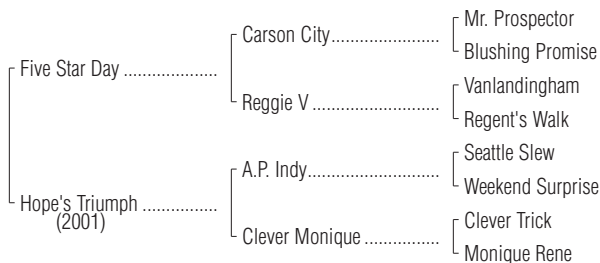 Mr. Prospector
Carson City..........................
Blushing Promise
Five Star Day ....................
Vanlandingham
Reggie V ..............................
Regent's Walk
Seattle Slew
A.P. Indy...............................
Weekend Surprise
Hope's Triumph ................
(2001)
Clever Trick
Clever Monique ..................
Monique Rene